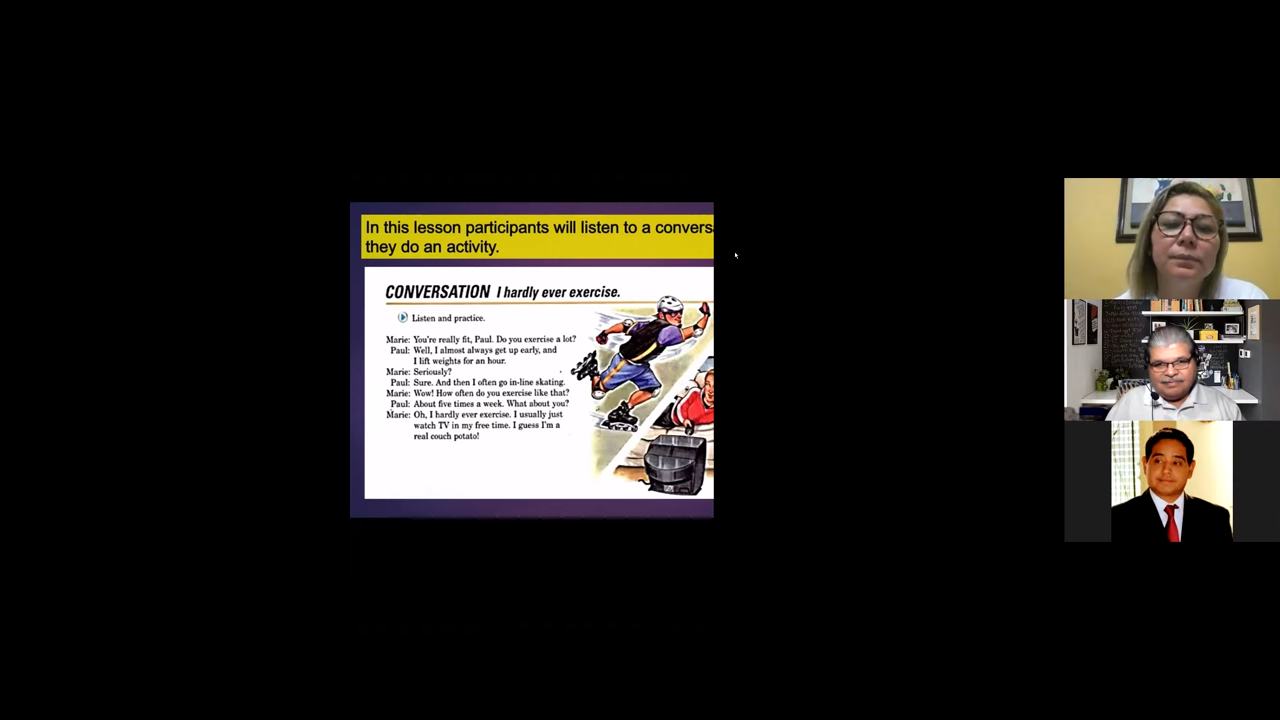 In this lesson participants will listen to a convers
they do an activity.
CONVERSATION I hardly ever exercise.
Listen and practice.
Marie: You're really fit, Paul. Do you exercise a lot?
Paul: Well, I almost always get up early, and
I lift weights for an hour.
Marie: Seriously?
Paul: Sure. And then I often go in-line skating.
Marie: Wow! How often do you exercise like that?
Paul: About five times a week. What about you?
Marie: Oh, I hardly ever exercise. I usually just
watch TV in my free time. I guess I'm a
real couch potato!